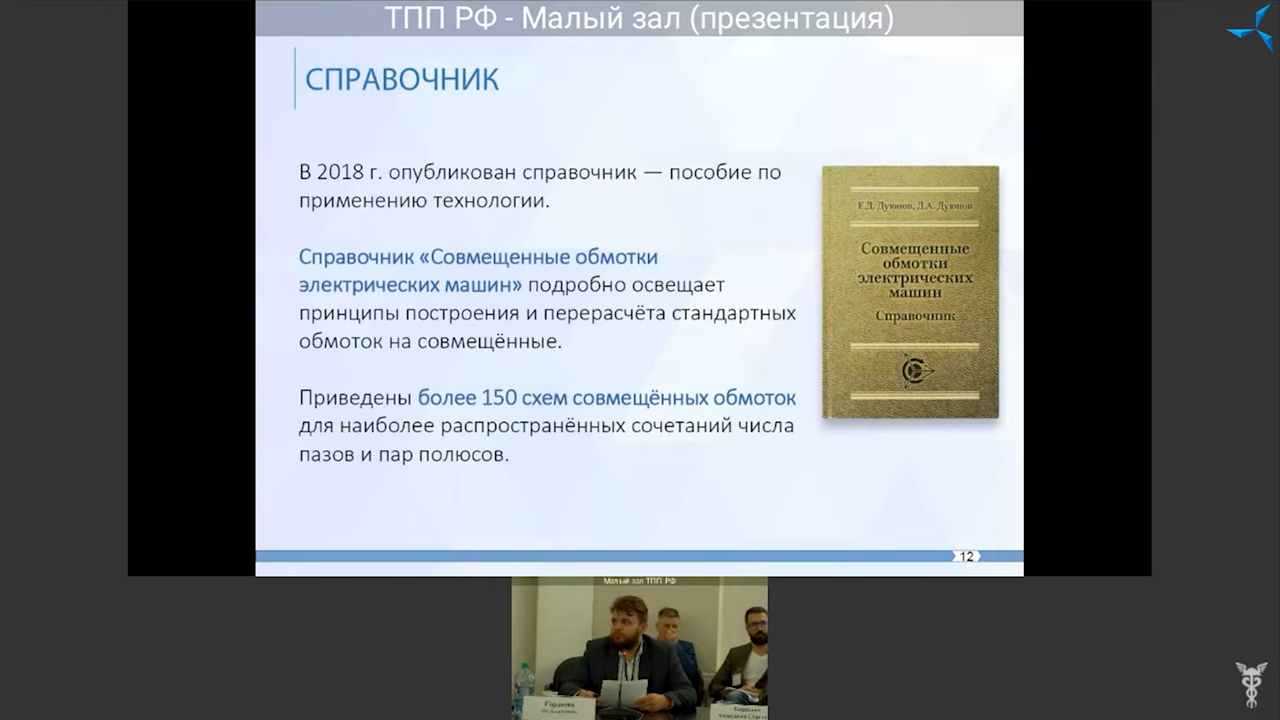 ТПП РФ - Малый зал (презентация)
СПРАВОЧНИК
В 2018 г. опубликован справочник — пособие по
применению технологии.
Справочник «Совмещенные обмотки
электрических машин» подробно освещает
принципы построения и перерасчёта стандартных
обмоток на совмещённые.
Приведены более 150 схем совмещённых обмоток
для наиболее распространённых сочетаний числа
пазов и пар полюсов.
Е.Д. Дуюнов, Д.А. Дуюнов
Совмещенные
обмотки
электрических
машин
Справочник
12
Малый зал ТПП РФ